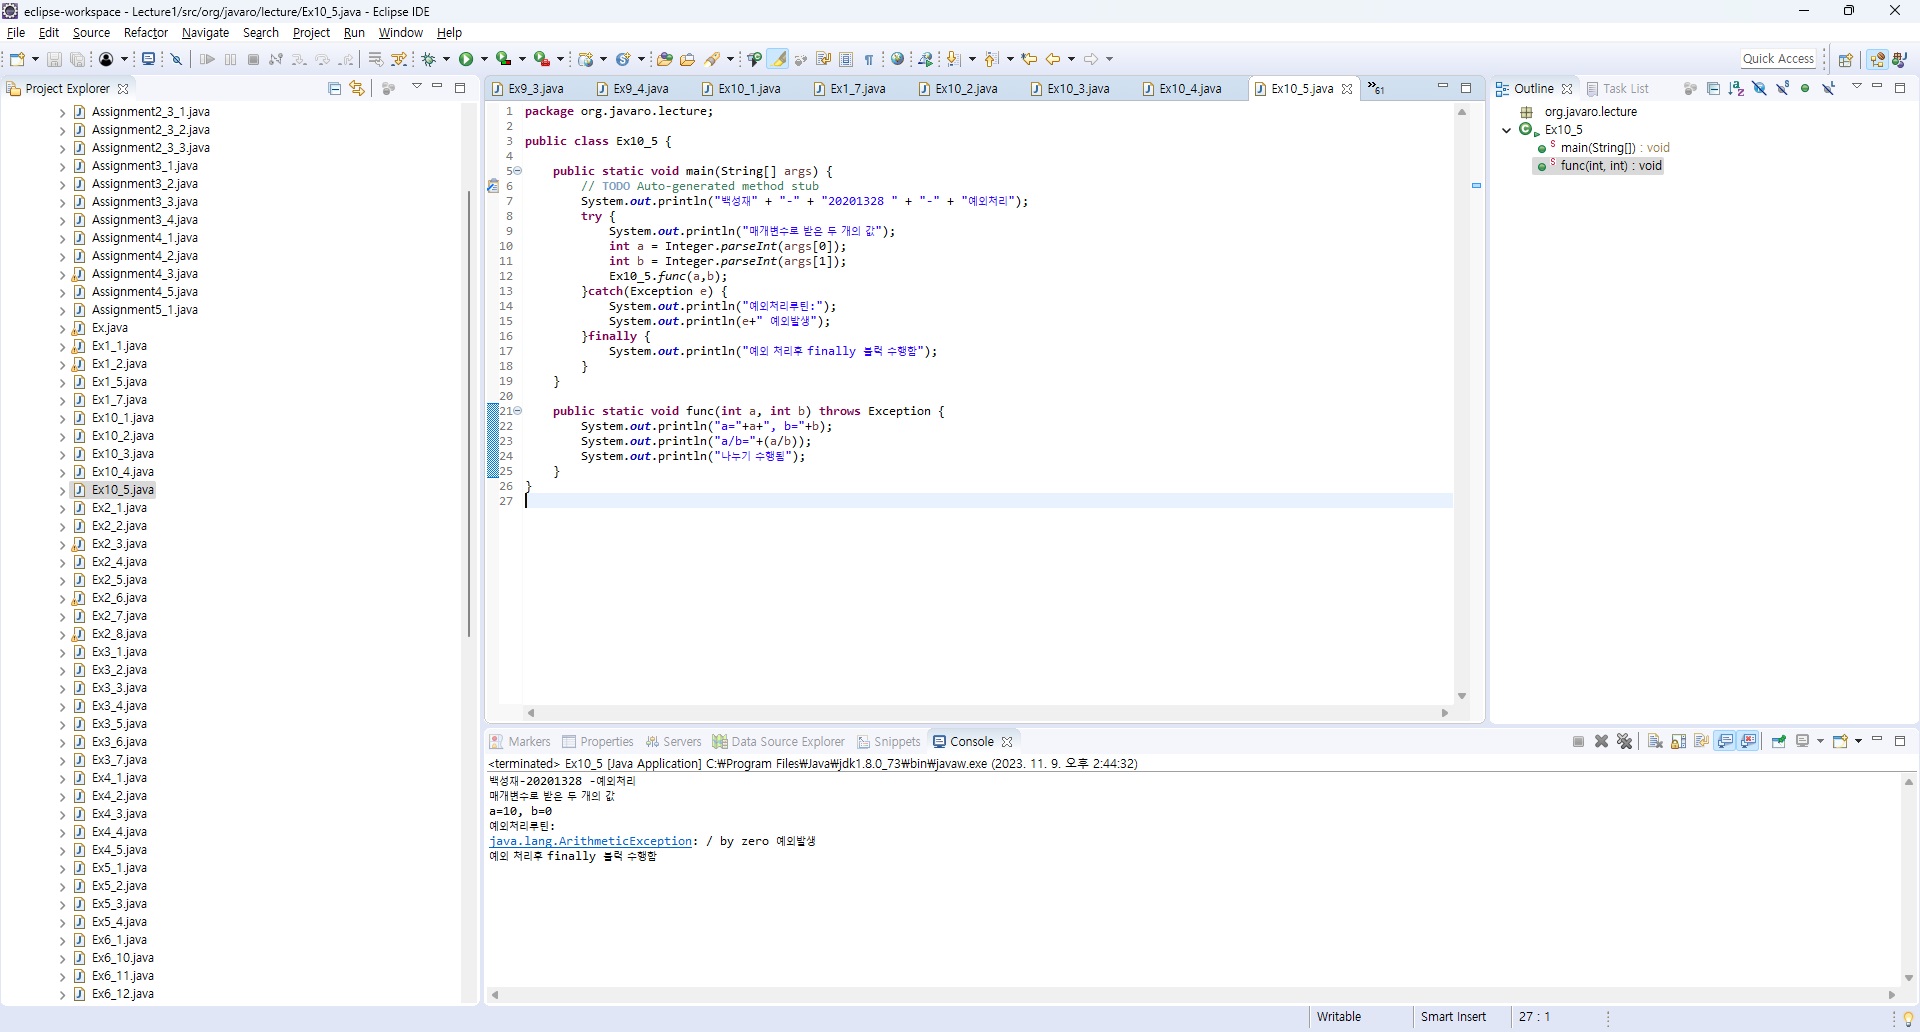 eclipse-workspace - Lecture1/src/org/javaro/lecture/Ex10_5.java - Eclipse IDE
File Edit Source Refactor Navigate Search Project Run Window Help
Quick Access
Project Explorer
Assignment2_3_1.java
Assignment2_3_2.java
Assignment2_3_3.java
Assignment3_1.java
Assignment3_2.java
Assignment3_3.java
Assignment3_4.java
Assignment4_1.java
Assignment4_2.java
Assignment4_3.java
Assignment4_5.java
Assignment5_1.java
Ex.java
Ex1_1.java
Ex1_2.java
Ex1_5.java
Ex1_7.java
Ex10_1.java
Ex10_2.java
Ex10_3.java
Ex10_4.java
Ex10_5.java
Ex2_1.java
Ex2_2.java
Ex2_3.java
Ex2_4.java
Ex2_5.java
Ex2_6.java
Ex2_7.java
Ex2_8.java
Ex3_1.java
Ex3_2.java
Ex3_3.java
Ex3_4.java
Ex3_5.java
Ex3_6.java
Ex3_7.java
Ex4_1.java
Ex4_2.java
Ex4_3.java
Ex4_4.java
Ex4_5.java
Ex5_1.java
Ex5_2.java
Ex5_3.java
Ex5_4.java
Ex6_1.java
Ex6_10.java
Ex6_11.java
Ex6_12.java
Ex9_3.java Ex9_4.java Ex10_1.java Ex1_7.java Ex10_2.java Ex10_3.java Ex10_4.java Ex10_5.java »61
1 package org.javaro.lecture;
2
3 public class Ex10_5 {
4
5 public static void main(String[] args) {
6 // TODO Auto-generated method stub
7 System.out.println("백성재" + "-" + "20201328 " + "-" + "예외처리");
8 try {
9 System.out.println("매개변수로 받은 두 개의 값");
10 int a = Integer.parseInt(args[0]);
11 int b = Integer.parseInt(args[1]);
12 Ex10_5.func(a,b);
13 }catch(Exception e) {
14 System.out.println("예외처리루틴:");
15 System.out.println(e+" 예외발생");
16 }finally {
17 System.out.println("예외 처리후 finally 블럭 수행함");
18 }
19 }
20
21 public static void func(int a, int b) throws Exception {
22 System.out.println("a="+a+", b="+b);
23 System.out.println("a/b="+(a/b));
24 System.out.println("나누기 수행됨");
25 }
26 }
27
Outline Task List
org.javaro.lecture
Ex10_5
main(String[]) : void
func(int, int) : void
Markers Properties Servers Data Source Explorer Snippets Console
<terminated> Ex10_5 [Java Application] C:₩Program Files₩Java₩jdk1.8.0_73₩bin₩javaw.exe (2023. 11. 9. 오후 2:44:32)
백성재-20201328 -예외처리
매개변수로 받은 두 개의 값
a=10, b=0
예외처리루틴:
java.lang.ArithmeticException: / by zero 예외발생
예외 처리후 finally 블럭 수행함
Writable Smart Insert 27 : 1